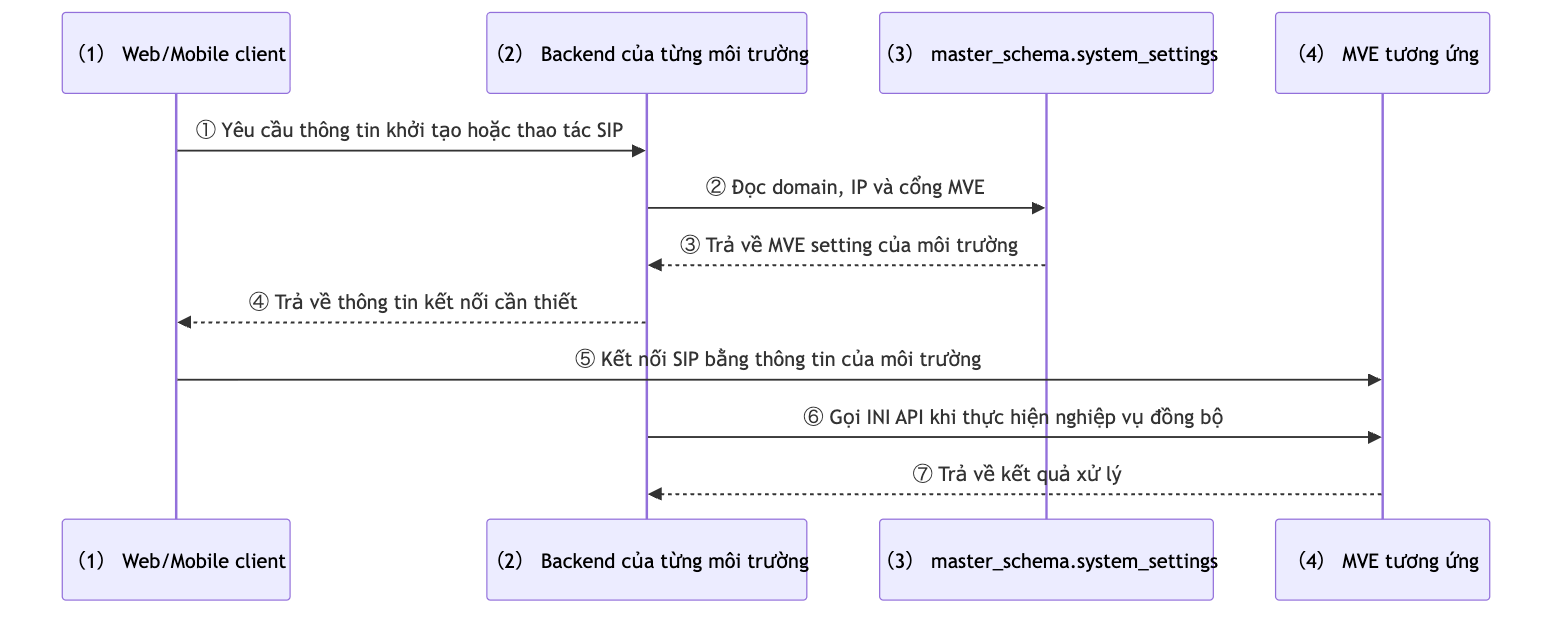 （1） Web/Mobile client
（2） Backend của từng môi trường
（3） master_schema.system_settings
（4） MVE tương ứng
① Yêu cầu thông tin khởi tạo hoặc thao tác SIP
② Đọc domain, IP và cổng MVE
③ Trả về MVE setting của môi trường
④ Trả về thông tin kết nối cần thiết
⑤ Kết nối SIP bằng thông tin của môi trường
⑥ Gọi INI API khi thực hiện nghiệp vụ đồng bộ
⑦ Trả về kết quả xử lý
（1） Web/Mobile client
（2） Backend của từng môi trường
（3） master_schema.system_settings
（4） MVE tương ứng